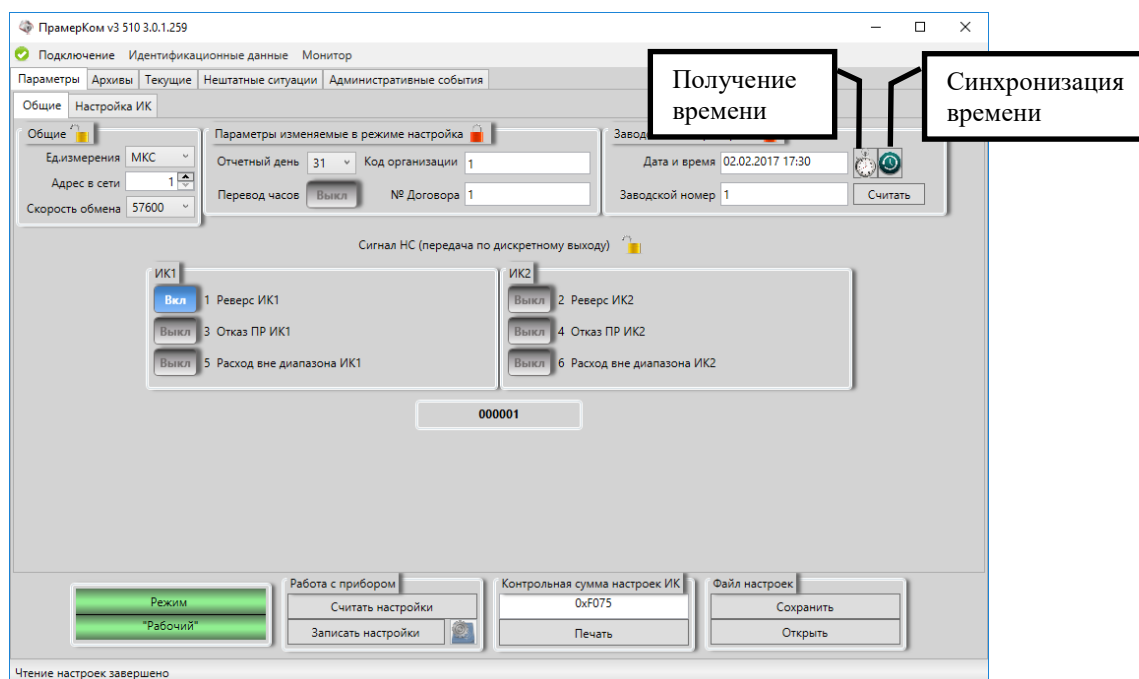 ПрамерКом v3 510 3.0.1.259
Подключение Идентификационные данные Монитор
Получение
времени
Синхронизация
времени
Параметры Архивы Текущие Нештатные ситуации Административные события
Общие Настройка ИК
Общие
Ед.измерения МКС
Адрес в сети 1
Скорость обмена 57600
Параметры изменяемые в режиме настройка
Отчетный день 31 Код организации 1
Перевод часов Выкл № Договора 1
Дата и время 02.02.2017 17:30
Заводской номер 1 Считать
Сигнал НС (передача по дискретному выходу)
ИК1
Вкл 1 Реверс ИК1
Выкл 3 Отказ ПР ИК1
Выкл 5 Расход вне диапазона ИК1
ИК2
Выкл 2 Реверс ИК2
Выкл 4 Отказ ПР ИК2
Выкл 6 Расход вне диапазона ИК2
000001
Режим
"Рабочий"
Работа с прибором
Считать настройки
Записать настройки
Контрольная сумма настроек ИК
0xF075
Печать
Файл настроек
Сохранить
Открыть
Чтение настроек завершено